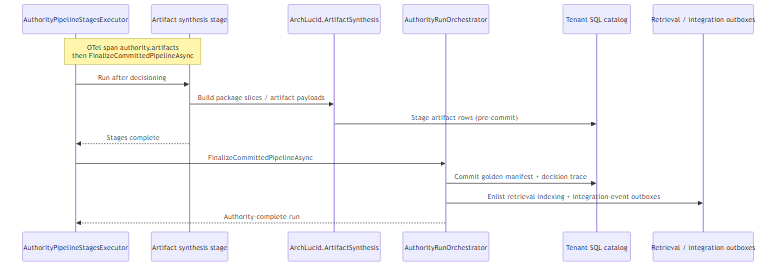 AuthorityPipelineStagesExecutor
Artifact synthesis stage
ArchLucid.ArtifactSynthesis
AuthorityRunOrchestrator
Tenant SQL catalog
Retrieval / integration outboxes
OTel span authority.artifacts
then FinalizeCommittedPipelineAsync
Run after decisioning
Build package slices / artifact payloads
Stage artifact rows (pre-commit)
Stages complete
FinalizeCommittedPipelineAsync
Commit golden manifest + decision trace
Enlist retrieval indexing + integration-event outboxes
Authority-complete run
AuthorityPipelineStagesExecutor
Artifact synthesis stage
ArchLucid.ArtifactSynthesis
AuthorityRunOrchestrator
Tenant SQL catalog
Retrieval / integration outboxes